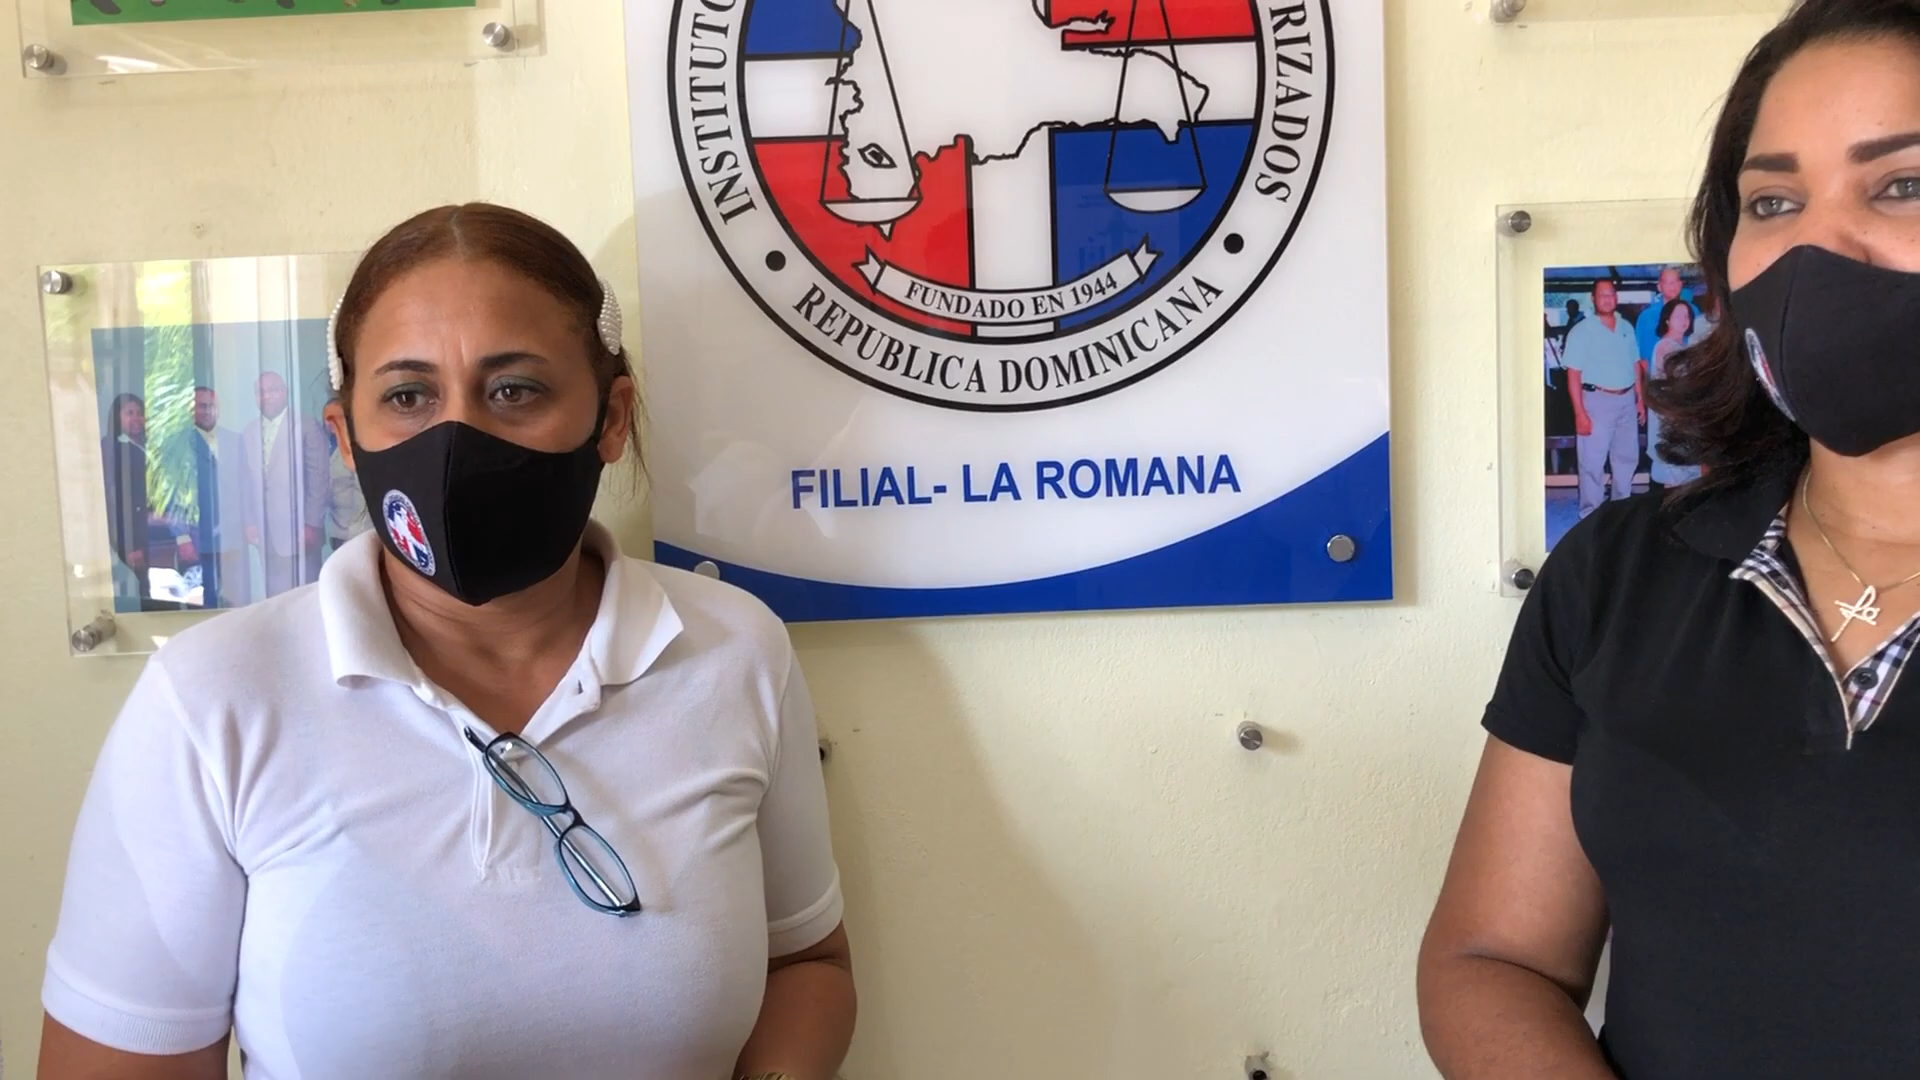 INSTITUTO
RIZADOS
FUNDADO EN 1944
REPUBLICA DOMINICANA
FILIAL- LA ROMANA